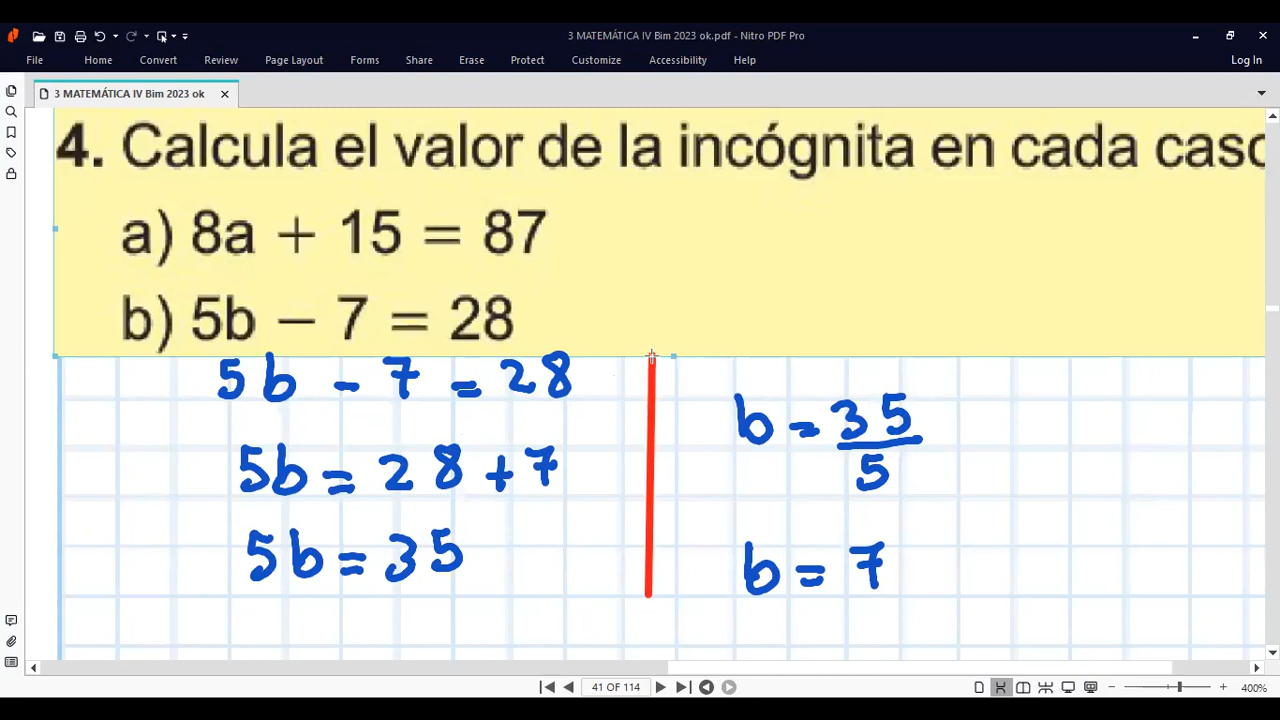 3 MATEMÁTICA IV Bim 2023 ok.pdf - Nitro PDF Pro
File Home Convert Review Page Layout Forms Share Erase Protect Customize Accessibility Help Log In
3 MATEMÁTICA IV Bim 2023 ok
4. Calcula el valor de la incógnita en cada caso
a) 8a + 15 = 87
b) 5b − 7 = 28
5b - 7 = 28
5b = 28 + 7
5b = 35
b = 35
5
b = 7
41 OF 114
400%